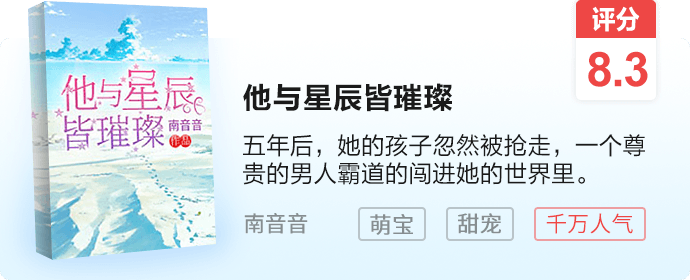 他与星辰
皆璀璨
南音音
作品
评分
8.3
他与星辰皆璀璨
五年后，她的孩子忽然被抢走，一个尊
贵的男人霸道的闯进她的世界里。
南音音
萌宝
甜宠
千万人气